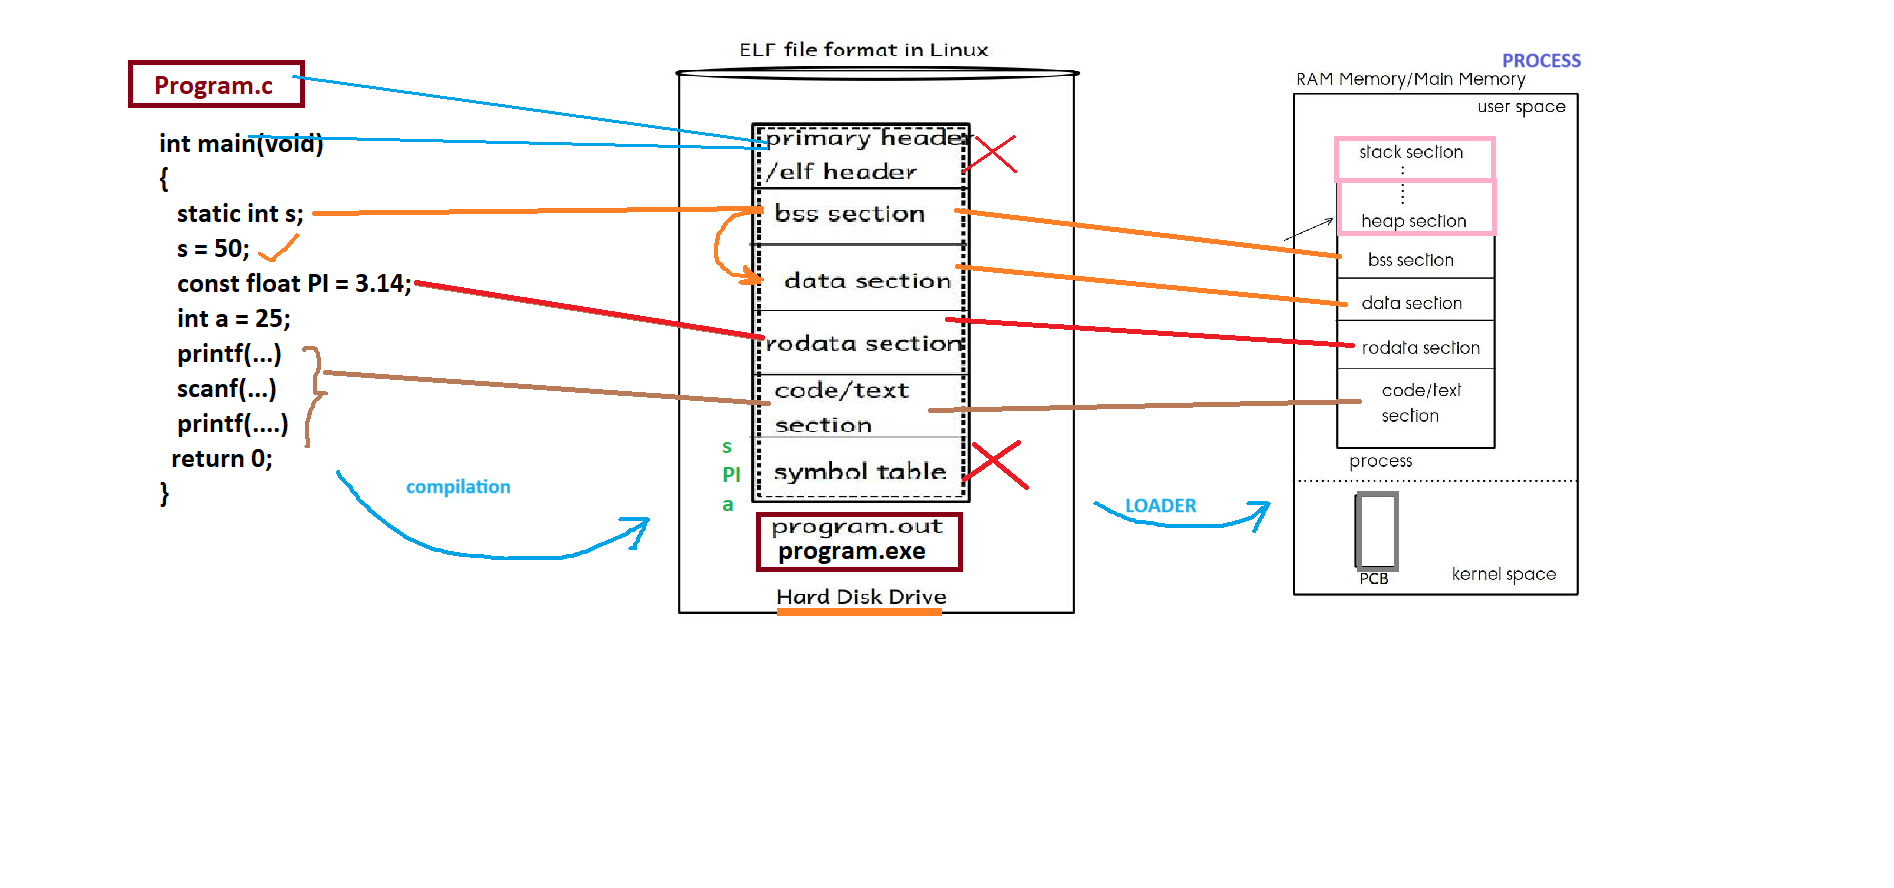 Program.c
int main(void)
{
static int s;
s = 50;
const float PI = 3.14;
int a = 25;
printf(...)
scanf(...)
printf(....)
return 0;
}
compilation
ELF file format in Linux
primary header
/elf header
bss section
data section
rodata section
code/text
section
symbol table
s
PI
a
program.out
program.exe
Hard Disk Drive
LOADER
PROCESS
RAM Memory/Main Memory
user space
stack section
heap section
bss section
data section
rodata section
code/text
section
process
PCB
kernel space